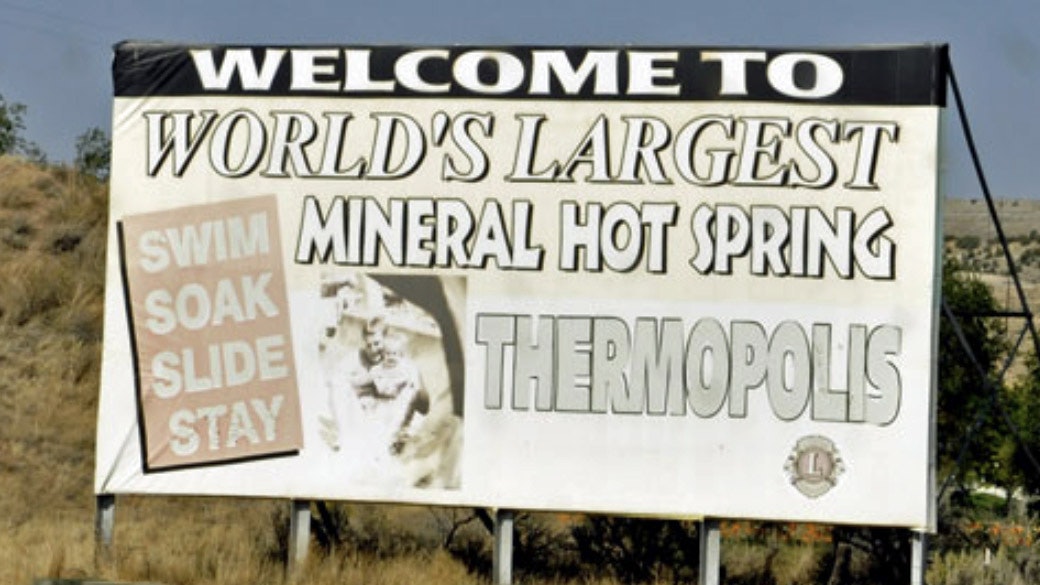 WELCOME TO
WORLD'S LARGEST
MINERAL HOT SPRING
SWIM
SOAK
SLIDE
STAY
THERMOPOLIS
L